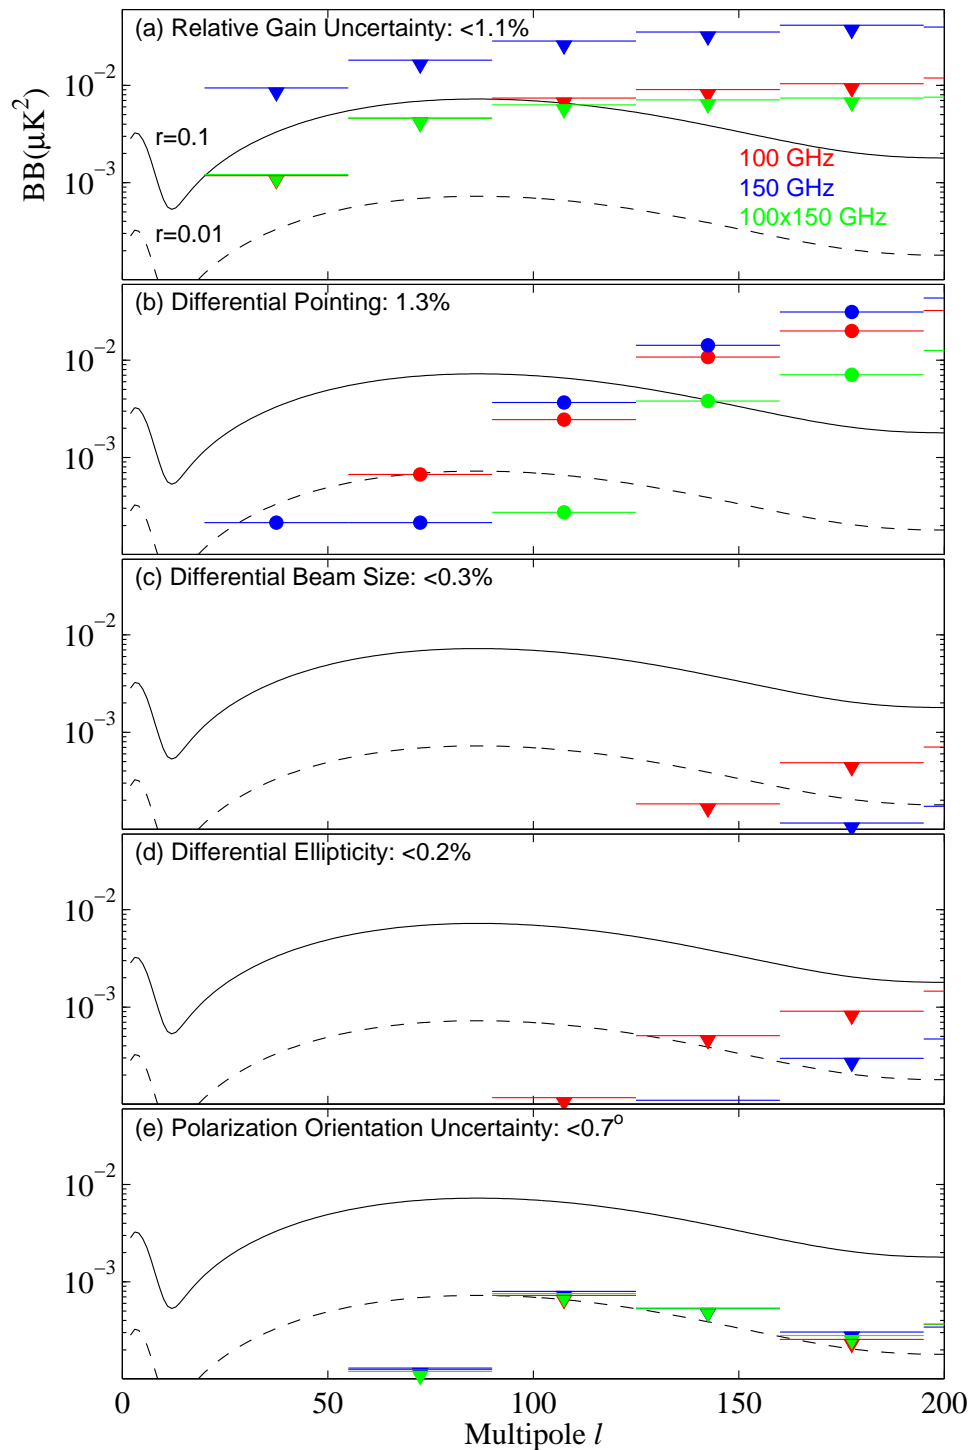 (a) Relative Gain Uncertainty: <1.1%
10⁻²
BB(μK²)
r=0.1
100 GHz
10⁻³
150 GHz
100x150 GHz
r=0.01
(b) Differential Pointing: 1.3%
10⁻²
10⁻³
(c) Differential Beam Size: <0.3%
10⁻²
10⁻³
(d) Differential Ellipticity: <0.2%
10⁻²
10⁻³
(e) Polarization Orientation Uncertainty: <0.7°
10⁻²
10⁻³
0 50 100 150 200
Multipole l